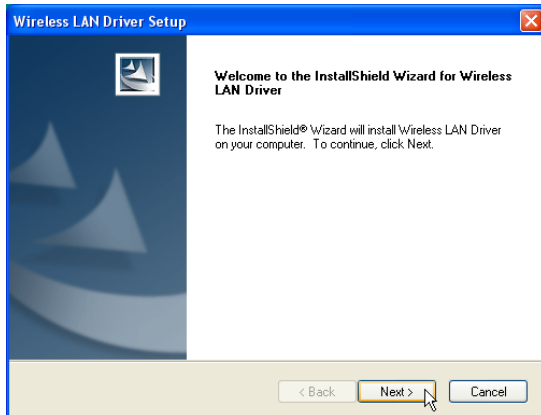 Wireless LAN Driver Setup
Welcome to the InstallShield Wizard for Wireless
LAN Driver
The InstallShield® Wizard will install Wireless LAN Driver
on your computer. To continue, click Next.
< Back Next > Cancel